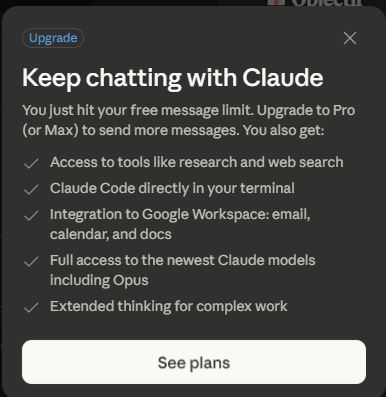 Upgrade
Keep chatting with Claude
You just hit your free message limit. Upgrade to Pro
(or Max) to send more messages. You also get:
Access to tools like research and web search
Claude Code directly in your terminal
Integration to Google Workspace: email,
calendar, and docs
Full access to the newest Claude models
including Opus
Extended thinking for complex work
See plans